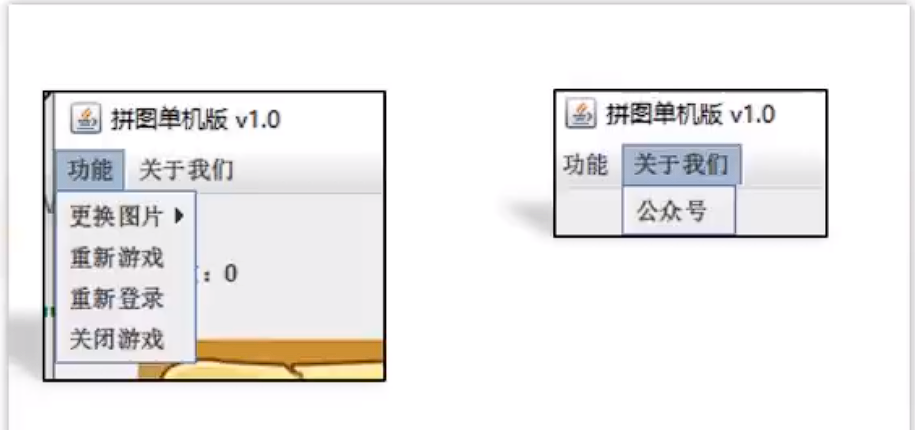 拼图单机版 v1.0
功能 关于我们
更换图片
重新游戏
：0
重新登录
关闭游戏
拼图单机版 v1.0
功能 关于我们
公众号